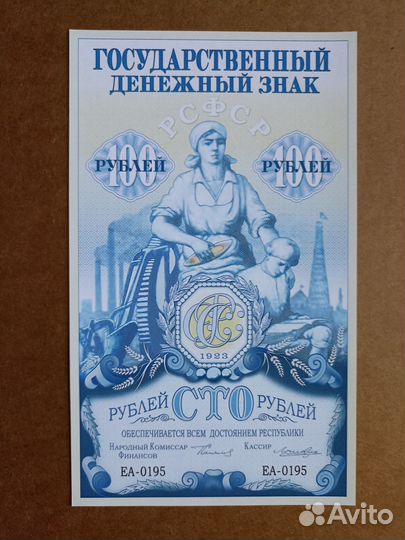 ГОСУДАРСТВЕННЫЙ
ДЕНЕЖНЫЙ ЗНАК
РСФСР
100 РУБЛЕЙ 100 РУБЛЕЙ
1923
РУБЛЕЙ СТО РУБЛЕЙ
ОБЕСПЕЧИВАЕТСЯ ВСЕМ ДОСТОЯНИЕМ РЕСПУБЛИКИ
Народный Комиссар Кассир
Финансов
ЕА-0195 ЕА-0195
Avito